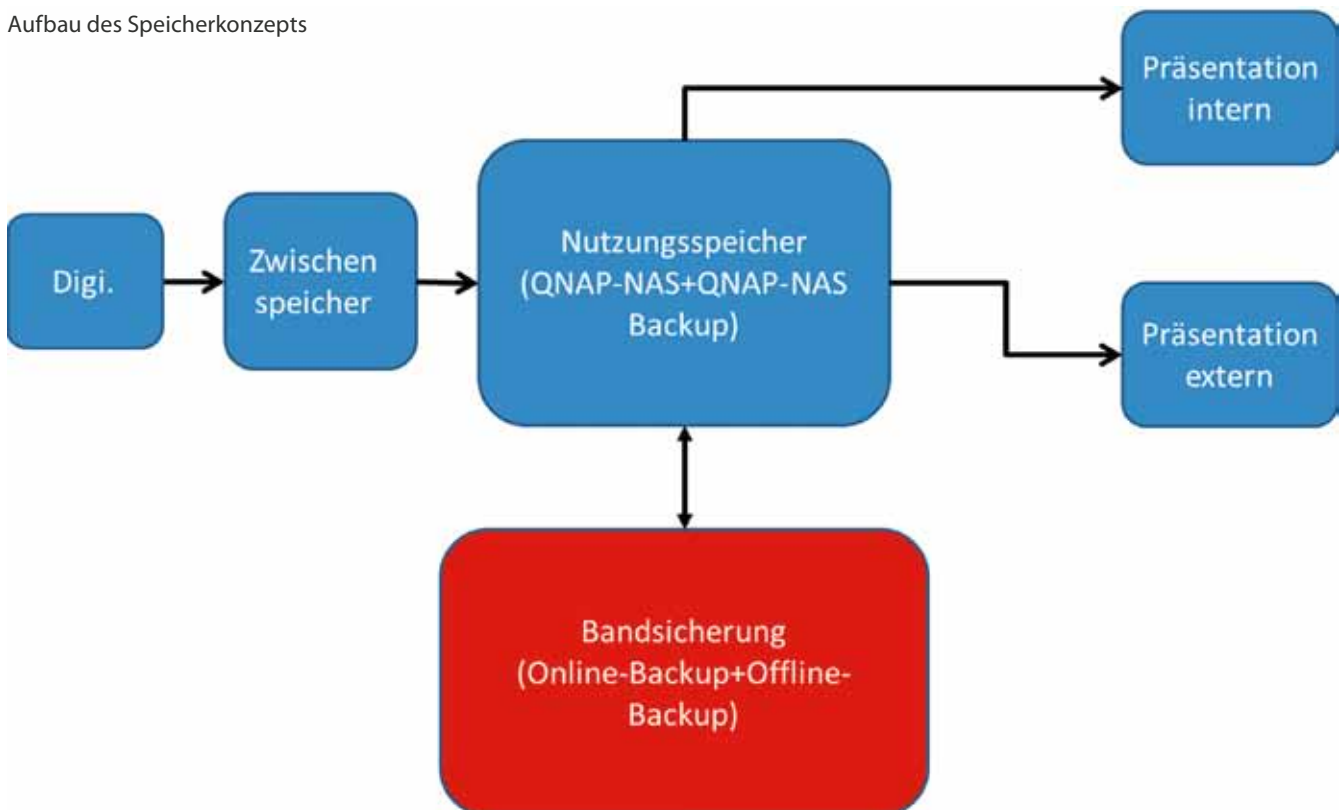 Aufbau des Speicherkonzepts
Präsentation
intern
Digi.
Zwischen
speicher
Nutzungsspeicher
(QNAP-NAS+QNAP-NAS
Backup)
Präsentation
extern
Bandsicherung
(Online-Backup+Offline-
Backup)